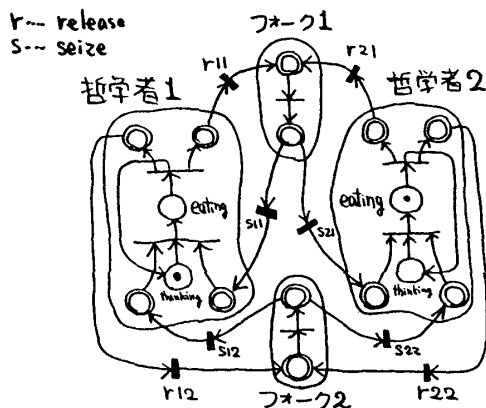 r--- release
s--- seize
フォーク1
r11
r21
哲学者1
哲学者2
eating
eating
s11
s21
thinking
thinking
s12
s22
r12
フォーク2
r22